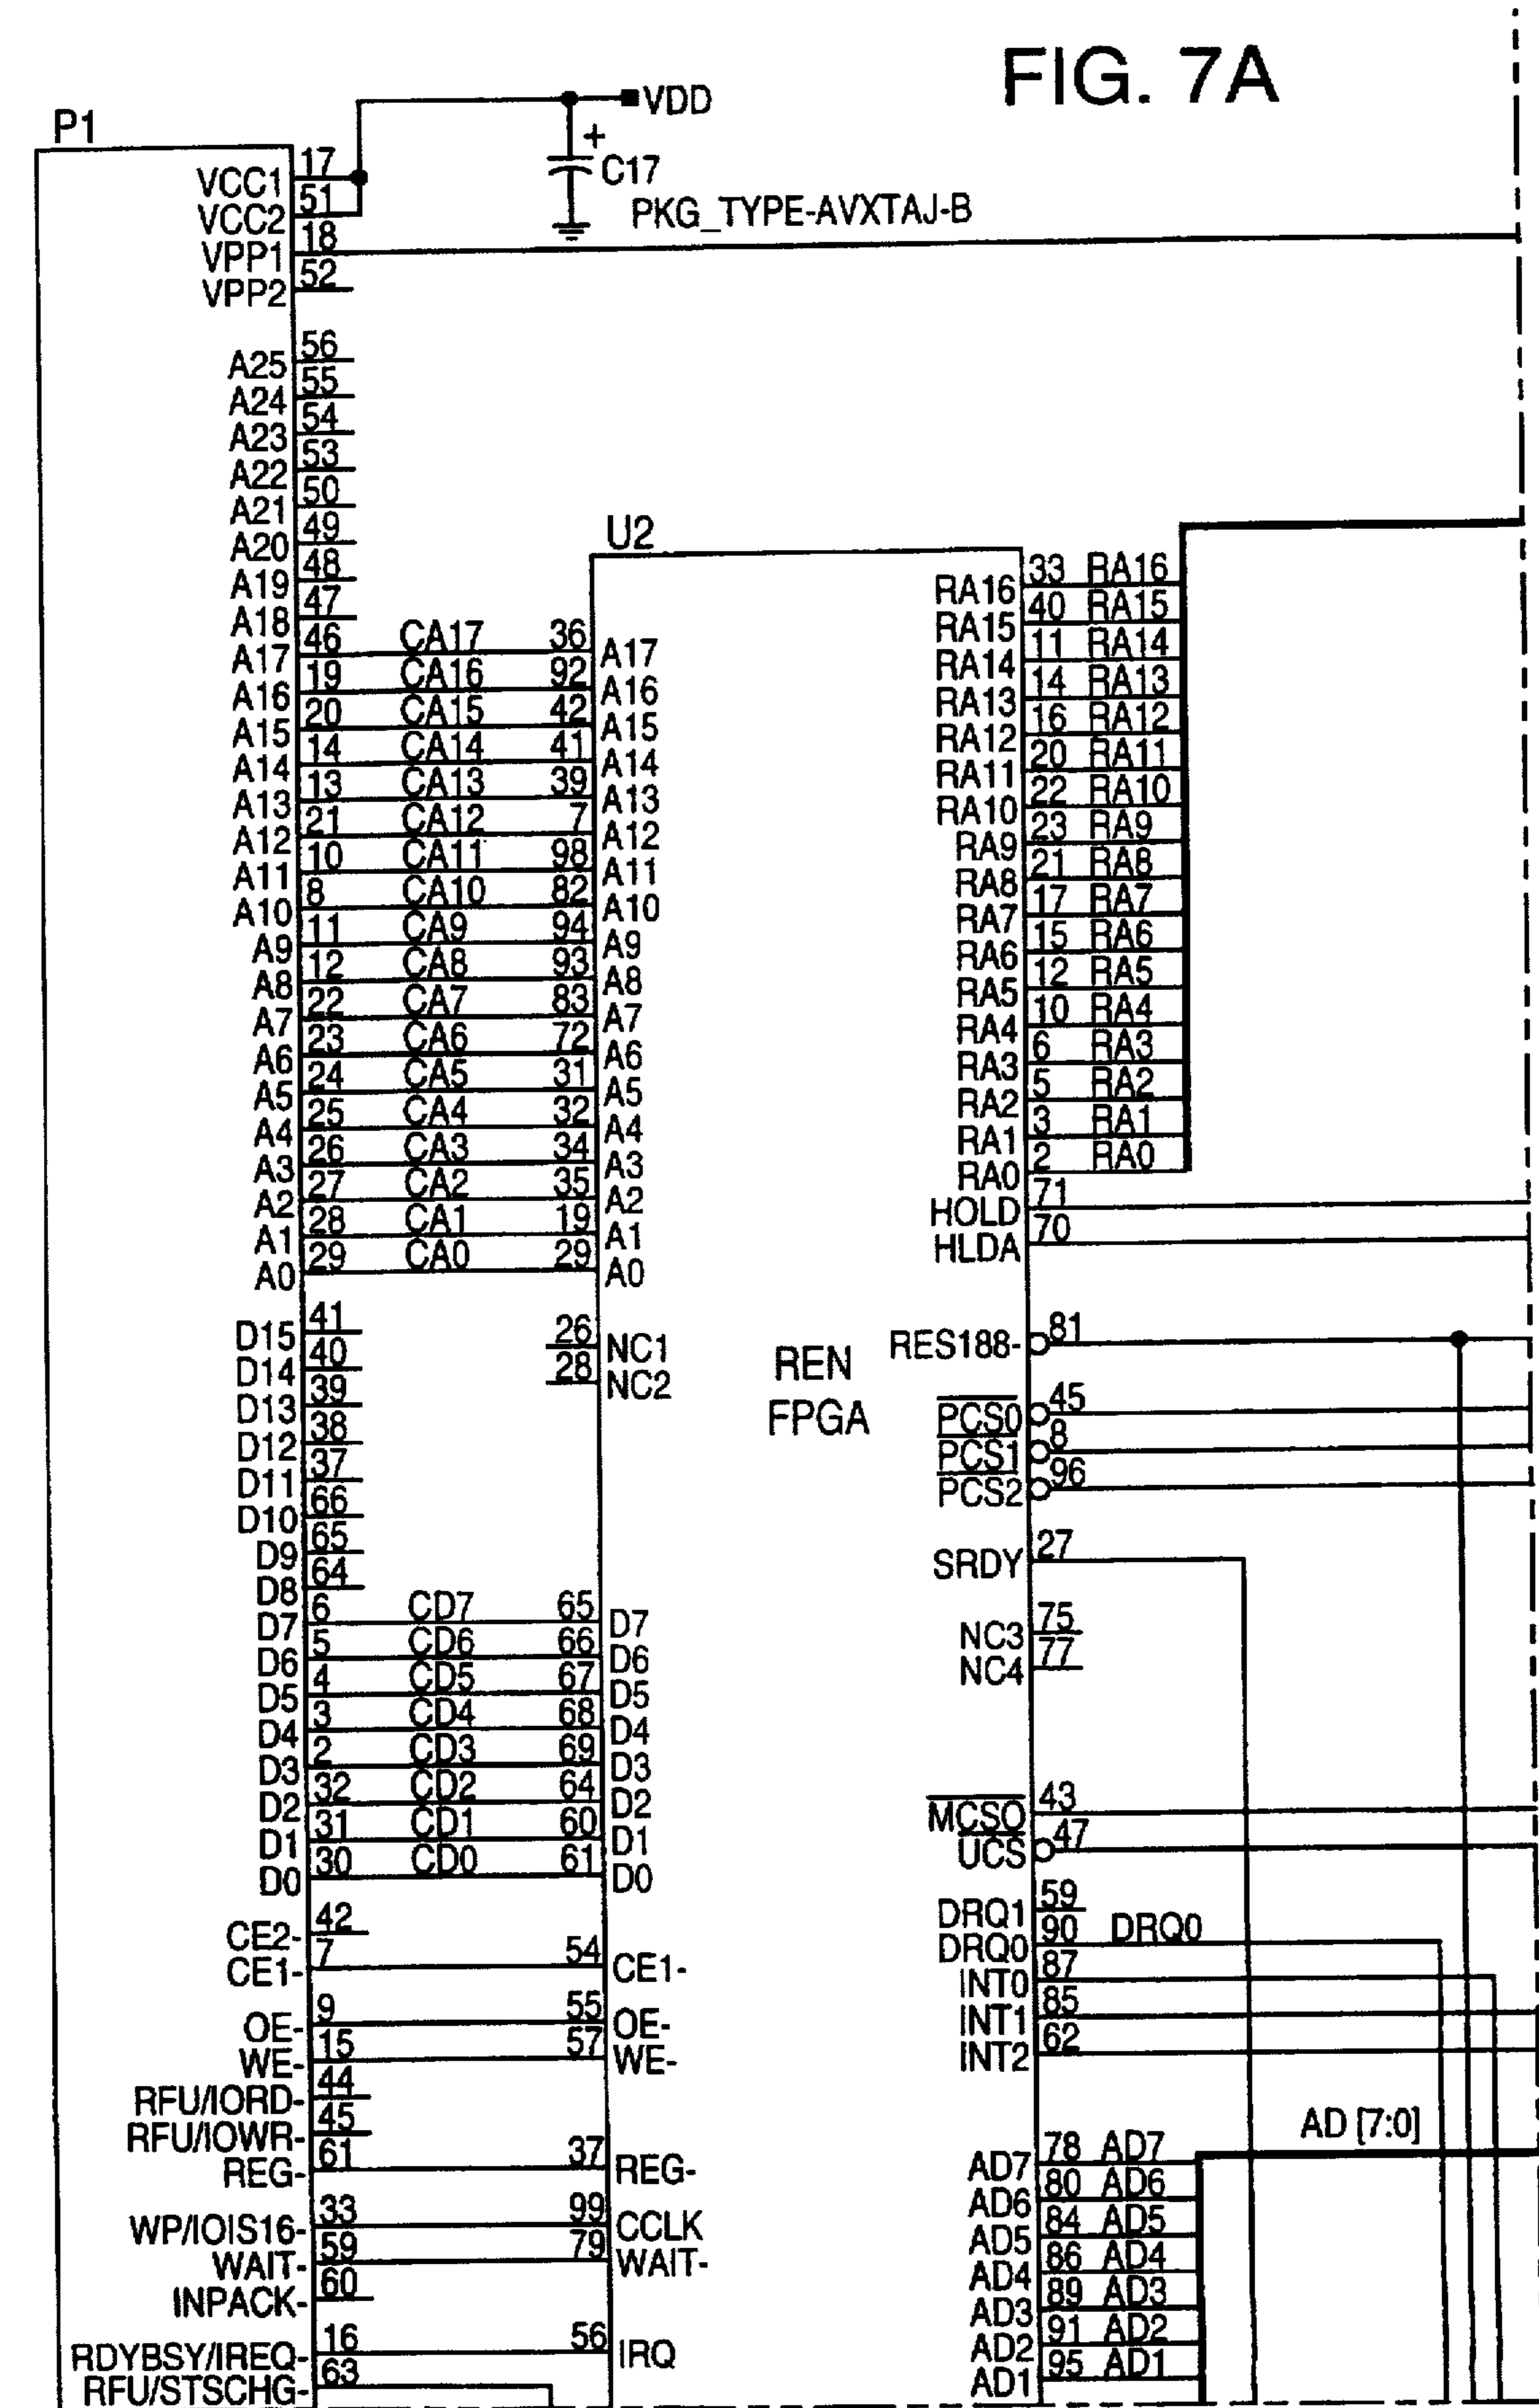 FIG. 7A
P1
VDD
+
C17
PKG_TYPE-AVXTAJ-B
VCC1 17
VCC2 51
VPP1 18
VPP2 52
A25 56
A24 55
A23 54
A22 53
A21 50
A20 49
A19 48
A18 47
A17 46 CA17 36 A17
A16 19 CA16 92 A16
A15 20 CA15 42 A15
A14 14 CA14 41 A14
A13 13 CA13 39 A13
A12 21 CA12 7 A12
A11 10 CA11 98 A11
A10 8 CA10 82 A10
A9 11 CA9 94 A9
A8 12 CA8 93 A8
A7 22 CA7 83 A7
A6 23 CA6 72 A6
A5 24 CA5 31 A5
A4 25 CA4 32 A4
A3 26 CA3 34 A3
A2 27 CA2 35 A2
A1 28 CA1 19 A1
A0 29 CA0 29 A0
D15 41
D14 40
D13 39
D12 38
D11 37
D10 66
D9 65
D8 64
D7 6 CD7 65 D7
D6 5 CD6 66 D6
D5 4 CD5 67 D5
D4 3 CD4 68 D4
D3 2 CD3 69 D3
D2 32 CD2 64 D2
D1 31 CD1 60 D1
D0 30 CD0 61 D0
CE2- 42
CE1- 7 54 CE1-
OE- 9 55 OE-
WE- 15 57 WE-
RFU/IORD- 44
RFU/IOWR- 45
REG- 61 37 REG-
WP/IOIS16- 33 99 CCLK
WAIT- 59 79 WAIT-
INPACK- 60
RDYBSY/IREQ- 16 56 IRQ
RFU/STSCHG- 63
U2
26 NC1
28 NC2
REN
FPGA
RA16 33 RA16
RA15 40 RA15
RA14 11 RA14
RA13 14 RA13
RA12 16 RA12
RA11 20 RA11
RA10 22 RA10
RA9 23 RA9
RA8 21 RA8
RA7 17 RA7
RA6 15 RA6
RA5 12 RA5
RA4 10 RA4
RA3 6 RA3
RA2 5 RA2
RA1 3 RA1
RA0 2 RA0
HOLD 71
HLDA 70
RES188- 81
PCS0 45
PCS1 8
PCS2 96
SRDY 27
NC3 75
NC4 77
MCSO 43
UCS 47
DRQ1 59
DRQ0 90 DRQ0
INT0 87
INT1 85
INT2 62
AD [7:0]
AD7 78 AD7
AD6 80 AD6
AD5 84 AD5
AD4 86 AD4
AD3 89 AD3
AD2 91 AD2
AD1 95 AD1